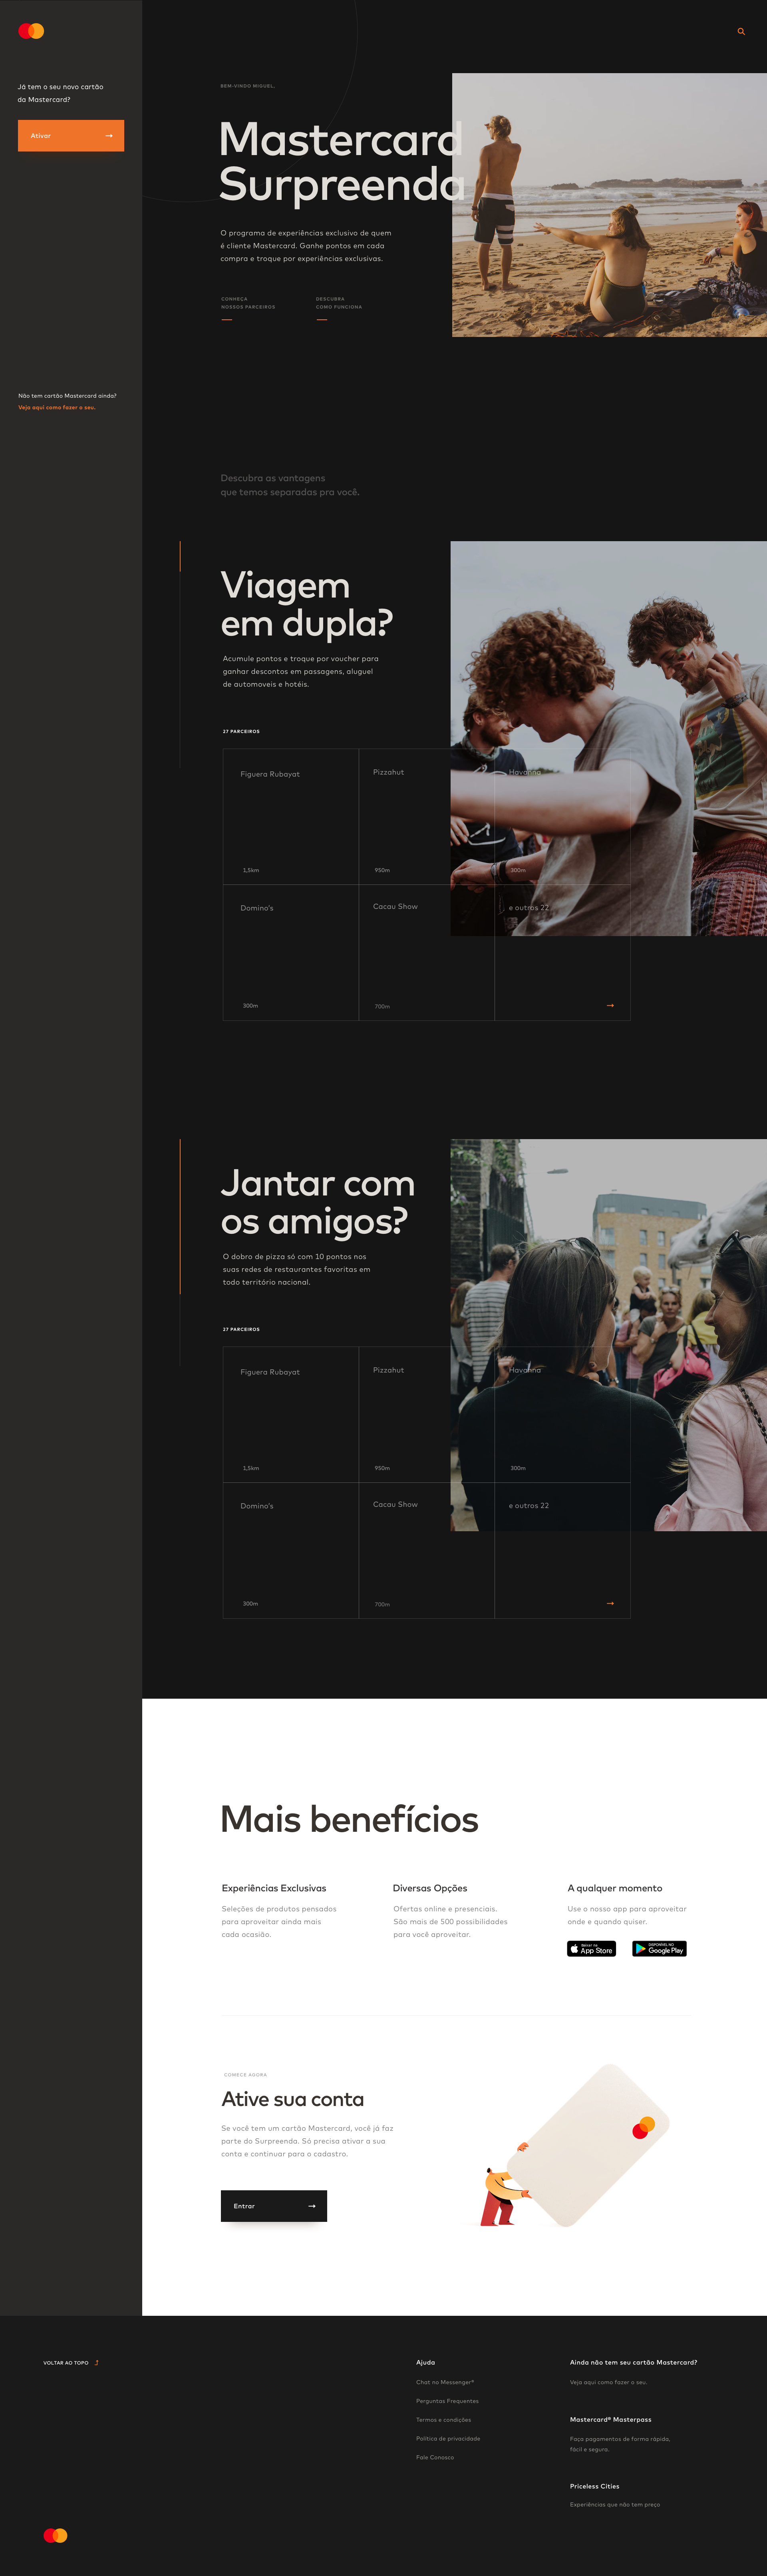 Já tem o seu novo cartão
da Mastercard?
Ativar
Não tem cartão Mastercard ainda?
Veja aqui como fazer o seu.
BEM-VINDO MIGUEL,
Mastercard
Surpreenda
O programa de experiências exclusivo de quem
é cliente Mastercard. Ganhe pontos em cada
compra e troque por experiências exclusivas.
CONHEÇA
NOSSOS PARCEIROS
DESCUBRA
COMO FUNCIONA
Descubra as vantagens
que temos separadas pra você.
Viagem
em dupla?
Acumule pontos e troque por voucher para
ganhar descontos em passagens, aluguel
de automoveis e hotéis.
27 PARCEIROS
Figuera Rubayat
Pizzahut
Havanna
1,5km
950m
300m
Domino's
Cacau Show
e outros 22
300m
700m
Jantar com
os amigos?
O dobro de pizza só com 10 pontos nos
suas redes de restaurantes favoritas em
todo território nacional.
27 PARCEIROS
Figuera Rubayat
Pizzahut
Havanna
1,5km
950m
300m
Domino's
Cacau Show
e outros 22
300m
700m
Mais benefícios
Experiências Exclusivas
Seleções de produtos pensados
para aproveitar ainda mais
cada ocasião.
Diversas Opções
Ofertas online e presenciais.
São mais de 500 possibilidades
para você aproveitar.
A qualquer momento
Use o nosso app para aproveitar
onde e quando quiser.
Baixar na
App Store
DISPONÍVEL NO
Google Play
COMECE AGORA
Ative sua conta
Se você tem um cartão Mastercard, você já faz
parte do Surpreenda. Só precisa ativar a sua
conta e continuar para o cadastro.
Entrar
VOLTAR AO TOPO
Ajuda
Chat no Messenger®
Perguntas Frequentes
Termos e condições
Política de privacidade
Fale Conosco
Ainda não tem seu cartão Mastercard?
Veja aqui como fazer o seu.
Mastercard® Masterpass
Faça pagamentos de forma rápida,
fácil e segura.
Priceless Cities
Experiências que não tem preço